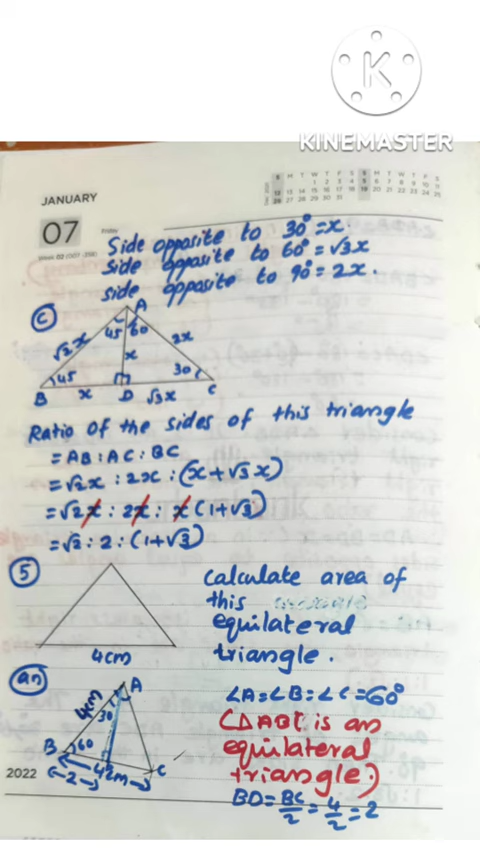 K
KINEMASTER
JANUARY
07
Friday
Side opposite to 30° = x.
Side opposite to 60° = √3x
side opposite to 90° = 2x.
c
A
√2x 45 60 2x
x
45 30
B x D √3x C
Ratio of the sides of this triangle
= AB : AC : BC
= √2x : 2x : (x + √3x)
= √2x : 2x : x(1+√3)
= √2 : 2 : (1+√3)
5
Calculate area of
this
equilateral
triangle.
4cm
an
A
4cm
30
B 60
C
2
2022
∠A = ∠B = ∠C = 60°
(△ABC is an
equilateral
triangle)
BD = BC/2 = 4/2 = 2